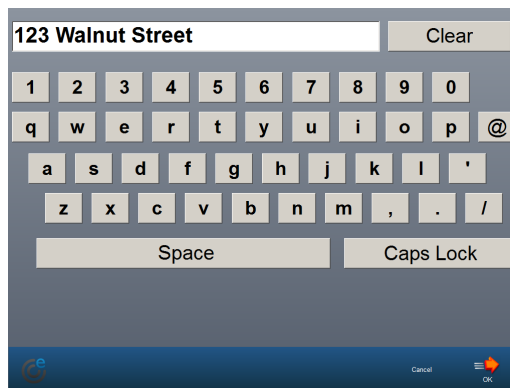 123 Walnut Street Clear
1 2 3 4 5 6 7 8 9 0
q w e r t y u i o p @
a s d f g h j k l '
z x c v b n m , . /
Space Caps Lock
e Cancel
OK